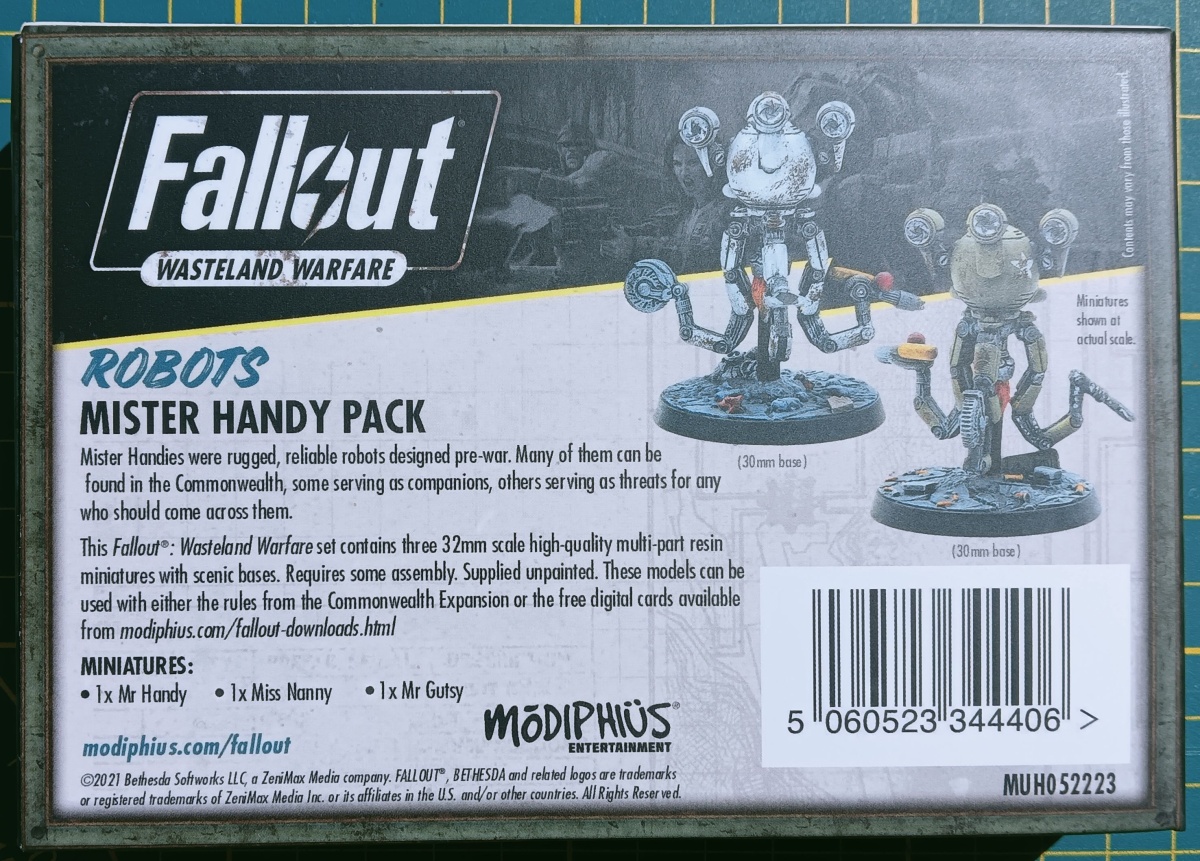 Fallout®
WASTELAND WARFARE
Contents may vary from those illustrated.
Miniatures
shown at
actual scale.
ROBOTS
MISTER HANDY PACK
Mister Handies were rugged, reliable robots designed pre-war. Many of them can be
found in the Commonwealth, some serving as companions, others serving as threats for any
who should come across them.
(30mm base)
This Fallout®: Wasteland Warfare set contains three 32mm scale high-quality multi-part resin
miniatures with scenic bases. Requires some assembly. Supplied unpainted. These models can be
used with either the rules from the Commonwealth Expansion or the free digital cards available
from modiphius.com/fallout-downloads.html
(30mm base)
MINIATURES:
• 1x Mr Handy • 1x Miss Nanny • 1x Mr Gutsy
MōDIPHIÜS®
ENTERTAINMENT
5 060523 344406 >
modiphius.com/fallout
©2021 Bethesda Softworks LLC, a ZeniMax Media company. FALLOUT®, BETHESDA and related logos are trademarks
or registered trademarks of ZeniMax Media Inc. or its affiliates in the U.S. and/or other countries. All Rights Reserved.
MUH052223